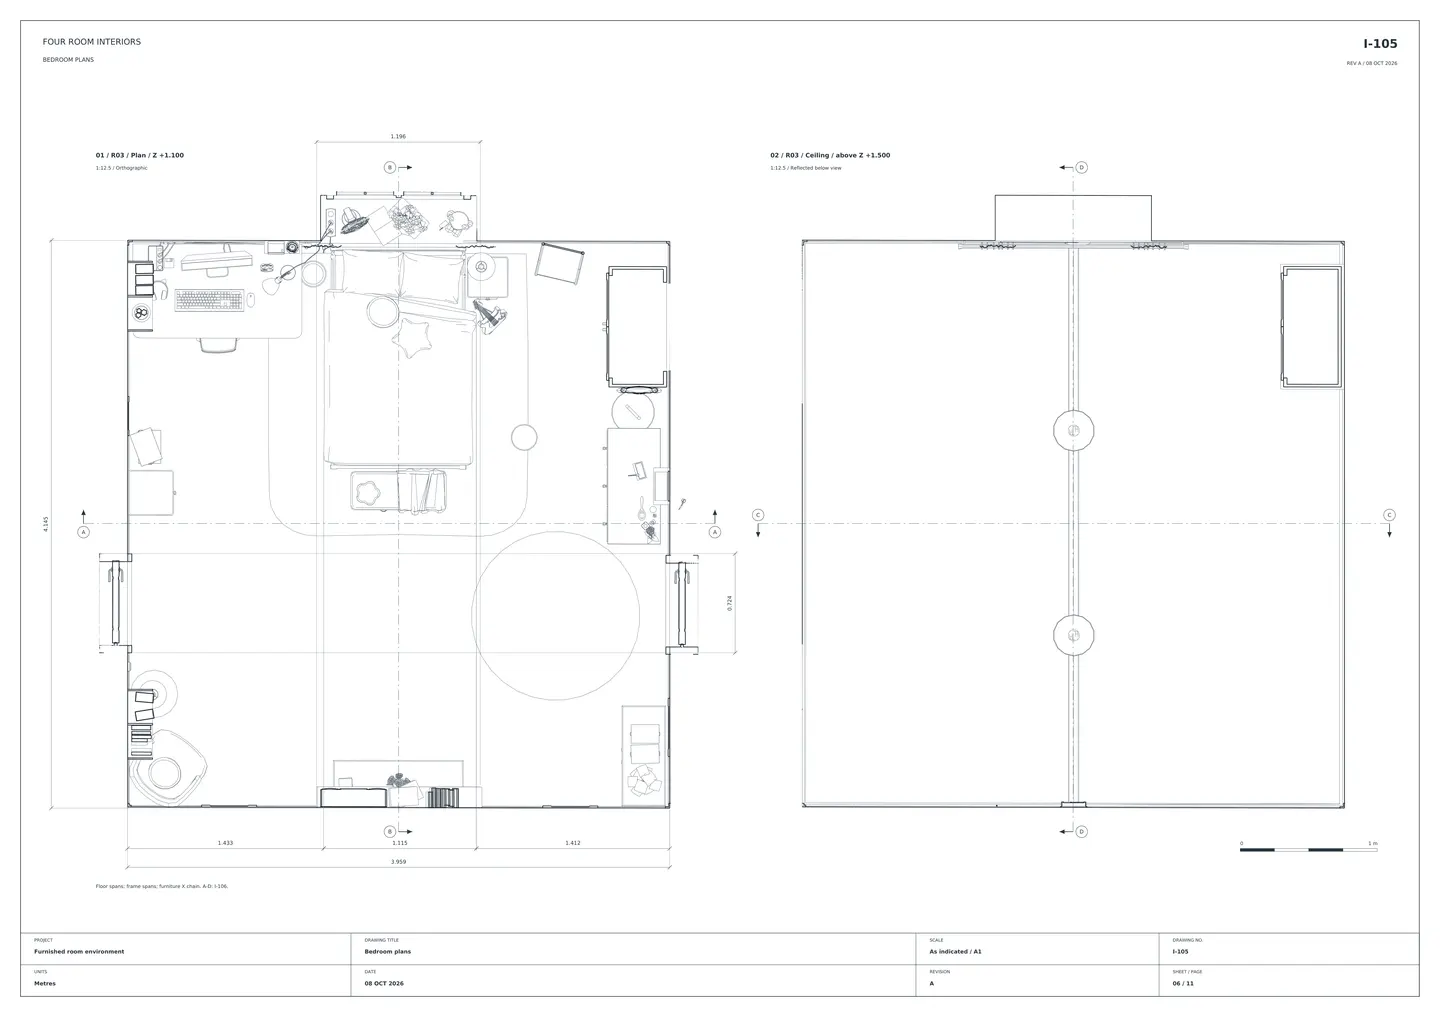 FOUR ROOM INTERIORS
BEDROOM PLANS
I-105
REV A / 08 OCT 2026
01 / R03 / Plan / Z +1.100
1:12.5 / Orthographic
1.196
B
02 / R03 / Ceiling / above Z +1.500
1:12.5 / Reflected below view
D
4.145
A
A
C
C
0.724
B
D
1.433
1.115
1.412
3.959
0
1 m
Floor spans; frame spans; furniture X chain. A-D: I-106.
PROJECT
Furnished room environment
DRAWING TITLE
Bedroom plans
SCALE
As indicated / A1
DRAWING NO.
I-105
UNITS
Metres
DATE
08 OCT 2026
REVISION
A
SHEET / PAGE
06 / 11